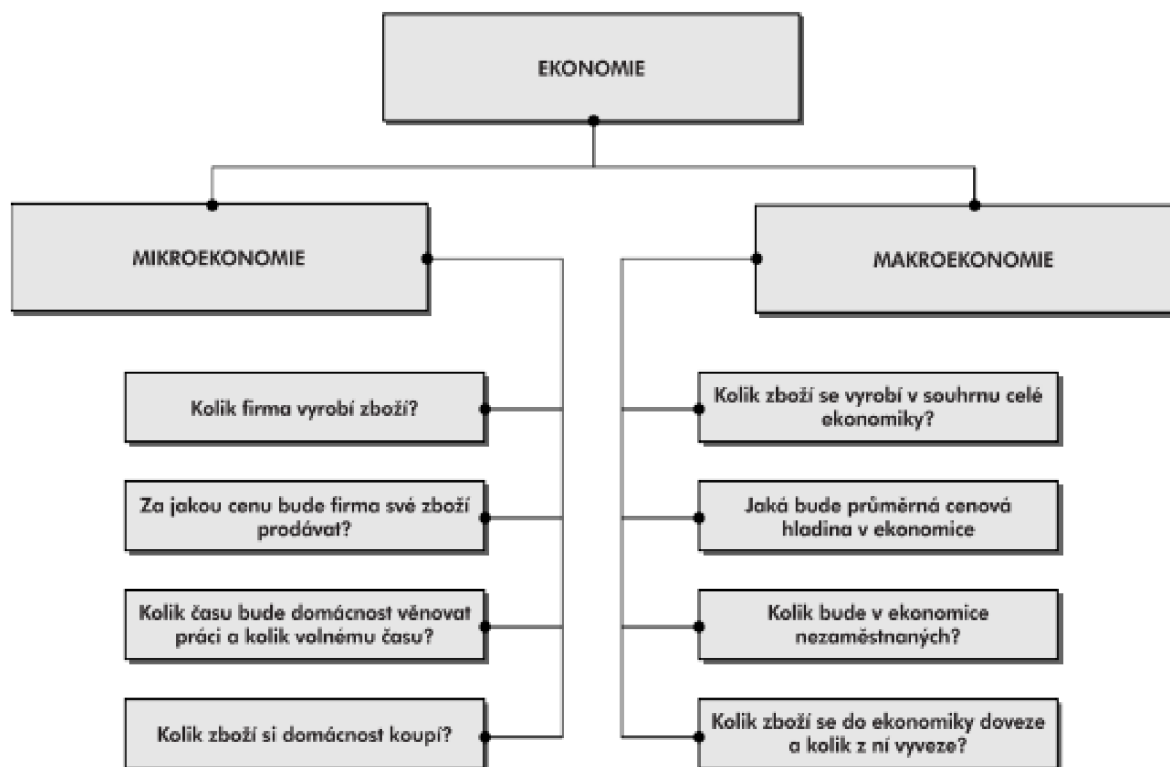 EKONOMIE
MIKROEKONOMIE
MAKROEKONOMIE
Kolik firma vyrobí zboží?
Za jakou cenu bude firma své zboží
prodávat?
Kolik času bude domácnost věnovat
práci a kolik volnému času?
Kolik zboží si domácnost koupí?
Kolik zboží se vyrobí v souhrnu celé
ekonomiky?
Jaká bude průměrná cenová
hladina v ekonomice
Kolik bude v ekonomice
nezaměstnaných?
Kolik zboží se do ekonomiky doveze
a kolik z ní vyveze?